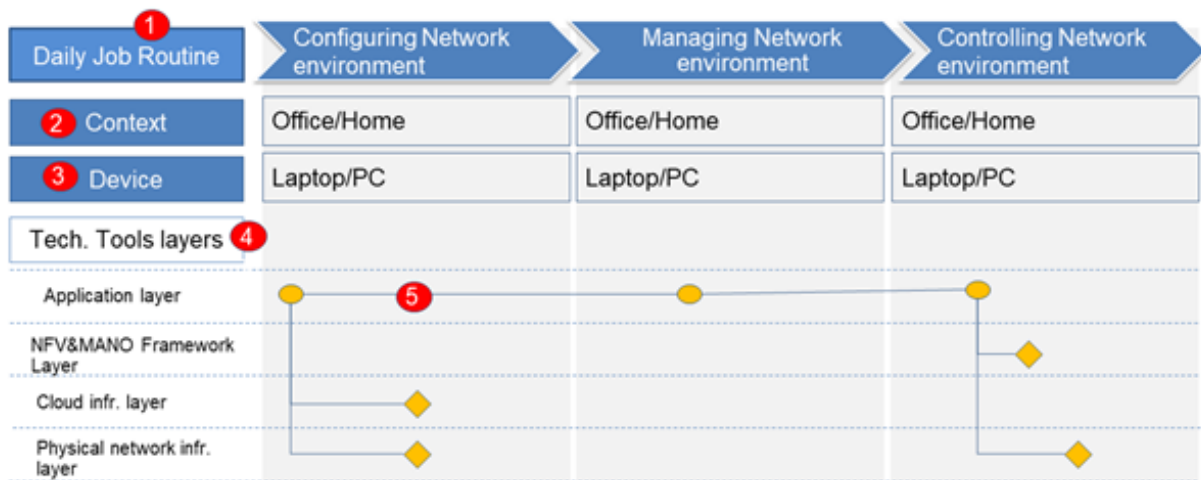 1
Daily Job Routine
Configuring Network
environment
Managing Network
environment
Controlling Network
environment
2 Context
Office/Home
Office/Home
Office/Home
3 Device
Laptop/PC
Laptop/PC
Laptop/PC
Tech. Tools layers 4
Application layer
5
NFV&MANO Framework
Layer
Cloud infr. layer
Physical network infr.
layer